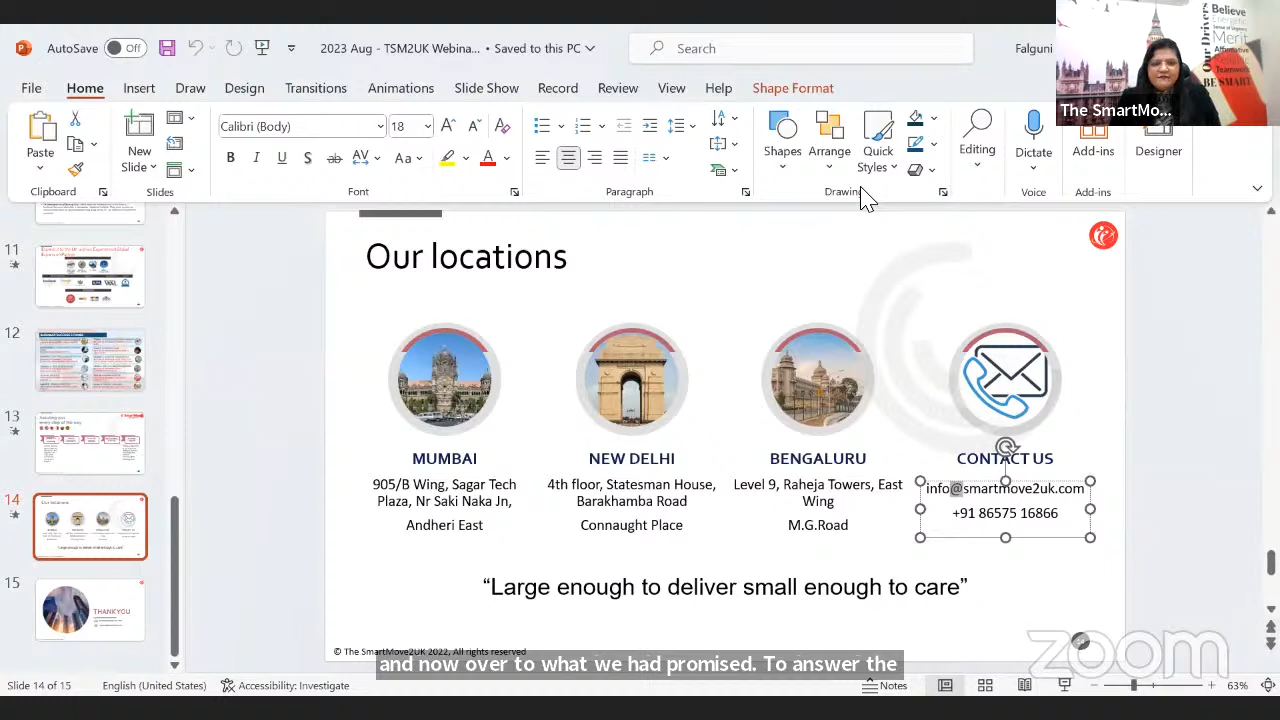 AutoSave Off 2023 Aug - TSM2UK Webina... • Saved to this PC Search Falguni
File Home Insert Draw Design Transitions Animations Slide Show Record Review View Help Shape Format
Believe
Energetic
Merit
Affirmative
Teamwork
BE SMART
Our Drivers
The SmartMo...
Paste New Slide Calibri (Body) 18 Shapes Arrange Quick Styles Editing Dictate Add-ins Designer
Clipboard Slides Font Paragraph Drawing Voice Add-ins
11
12
13
14
15
THANKYOU
Our locations
MUMBAI
905/B Wing, Sagar Tech
Plaza, Nr Saki Naka Jn,
Andheri East
NEW DELHI
4th floor, Statesman House,
Barakhamba Road
Connaught Place
BENGALURU
Level 9, Raheja Towers, East
Wing
M.G.Road
CONTACT US
info@smartmove2uk.com
+91 86575 16866
“Large enough to deliver small enough to care”
© The SmartMove2UK 2022, All rights reserved
zoom
and now over to what we had promised. To answer the
Slide 14 of 15 English (United States) Accessibility: Investigate Notes 63%